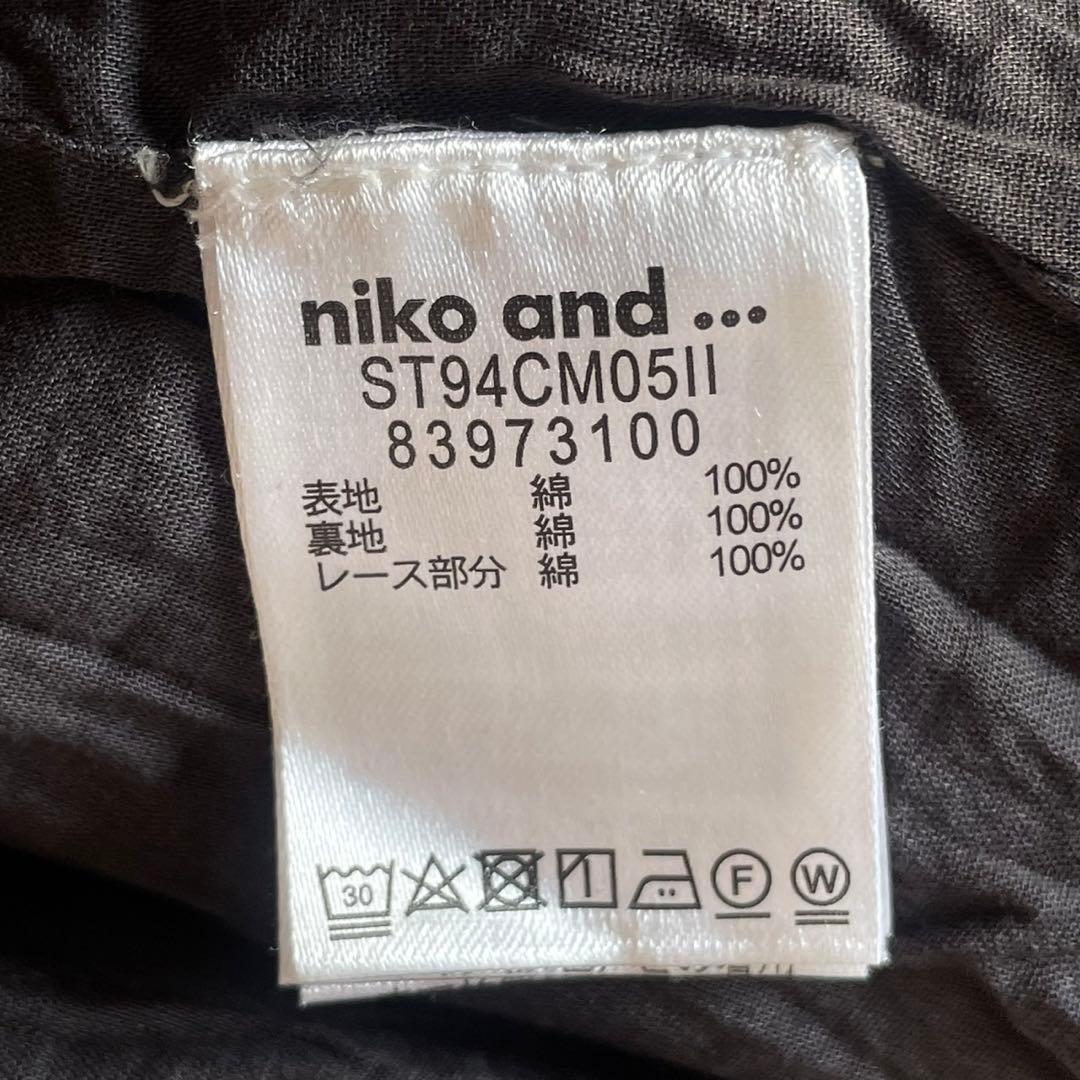 niko and ...
ST94CM05II
83973100
表地 綿 100%
裏地 綿 100%
レース部分 綿 100%
30 F W